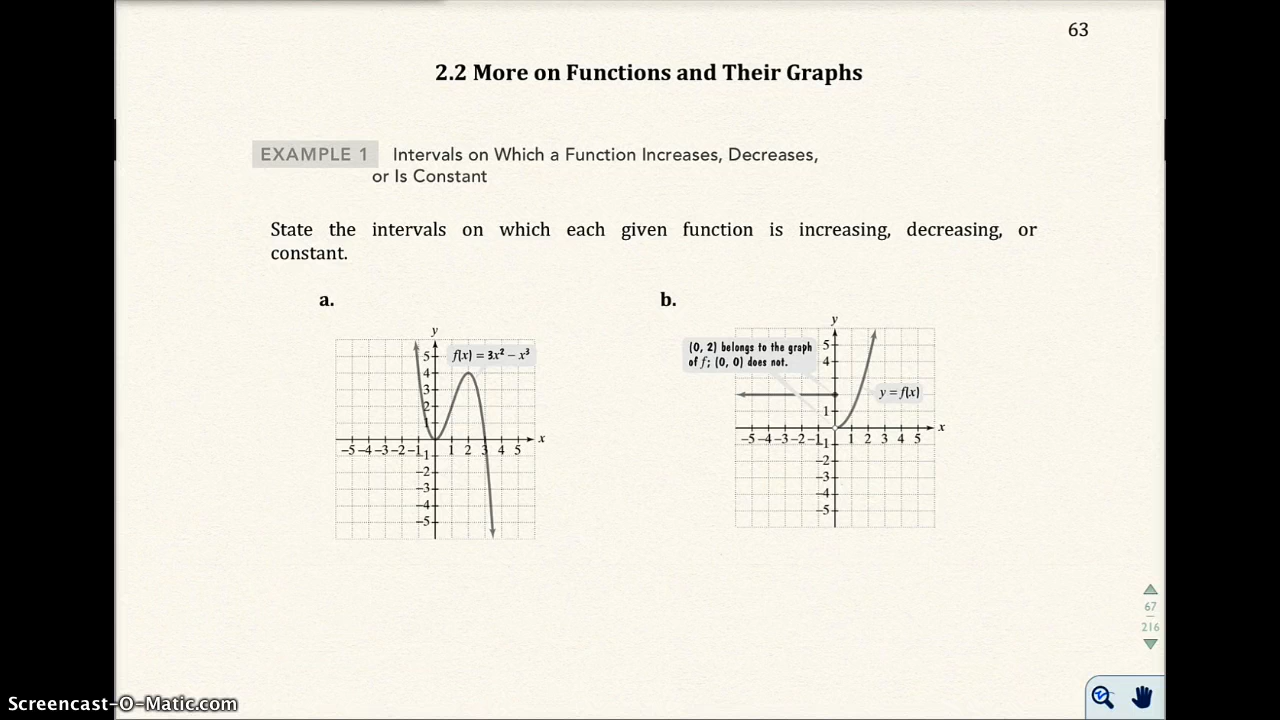 63
2.2 More on Functions and Their Graphs
EXAMPLE 1 Intervals on Which a Function Increases, Decreases,
or Is Constant
State the intervals on which each given function is increasing, decreasing, or
constant.
a.
y
f(x) = 3x² − x³
5
4
3
2
1
−5 −4 −3 −2 −1 1 2 3 4 5 x
−1
−2
−3
−4
−5
b.
y
(0, 2) belongs to the graph
of f; (0, 0) does not.
5
4
y = f(x)
1
−5 −4 −3 −2 −1 1 2 3 4 5 x
−1
−2
−3
−4
−5
67
216
Screencast-O-Matic.com